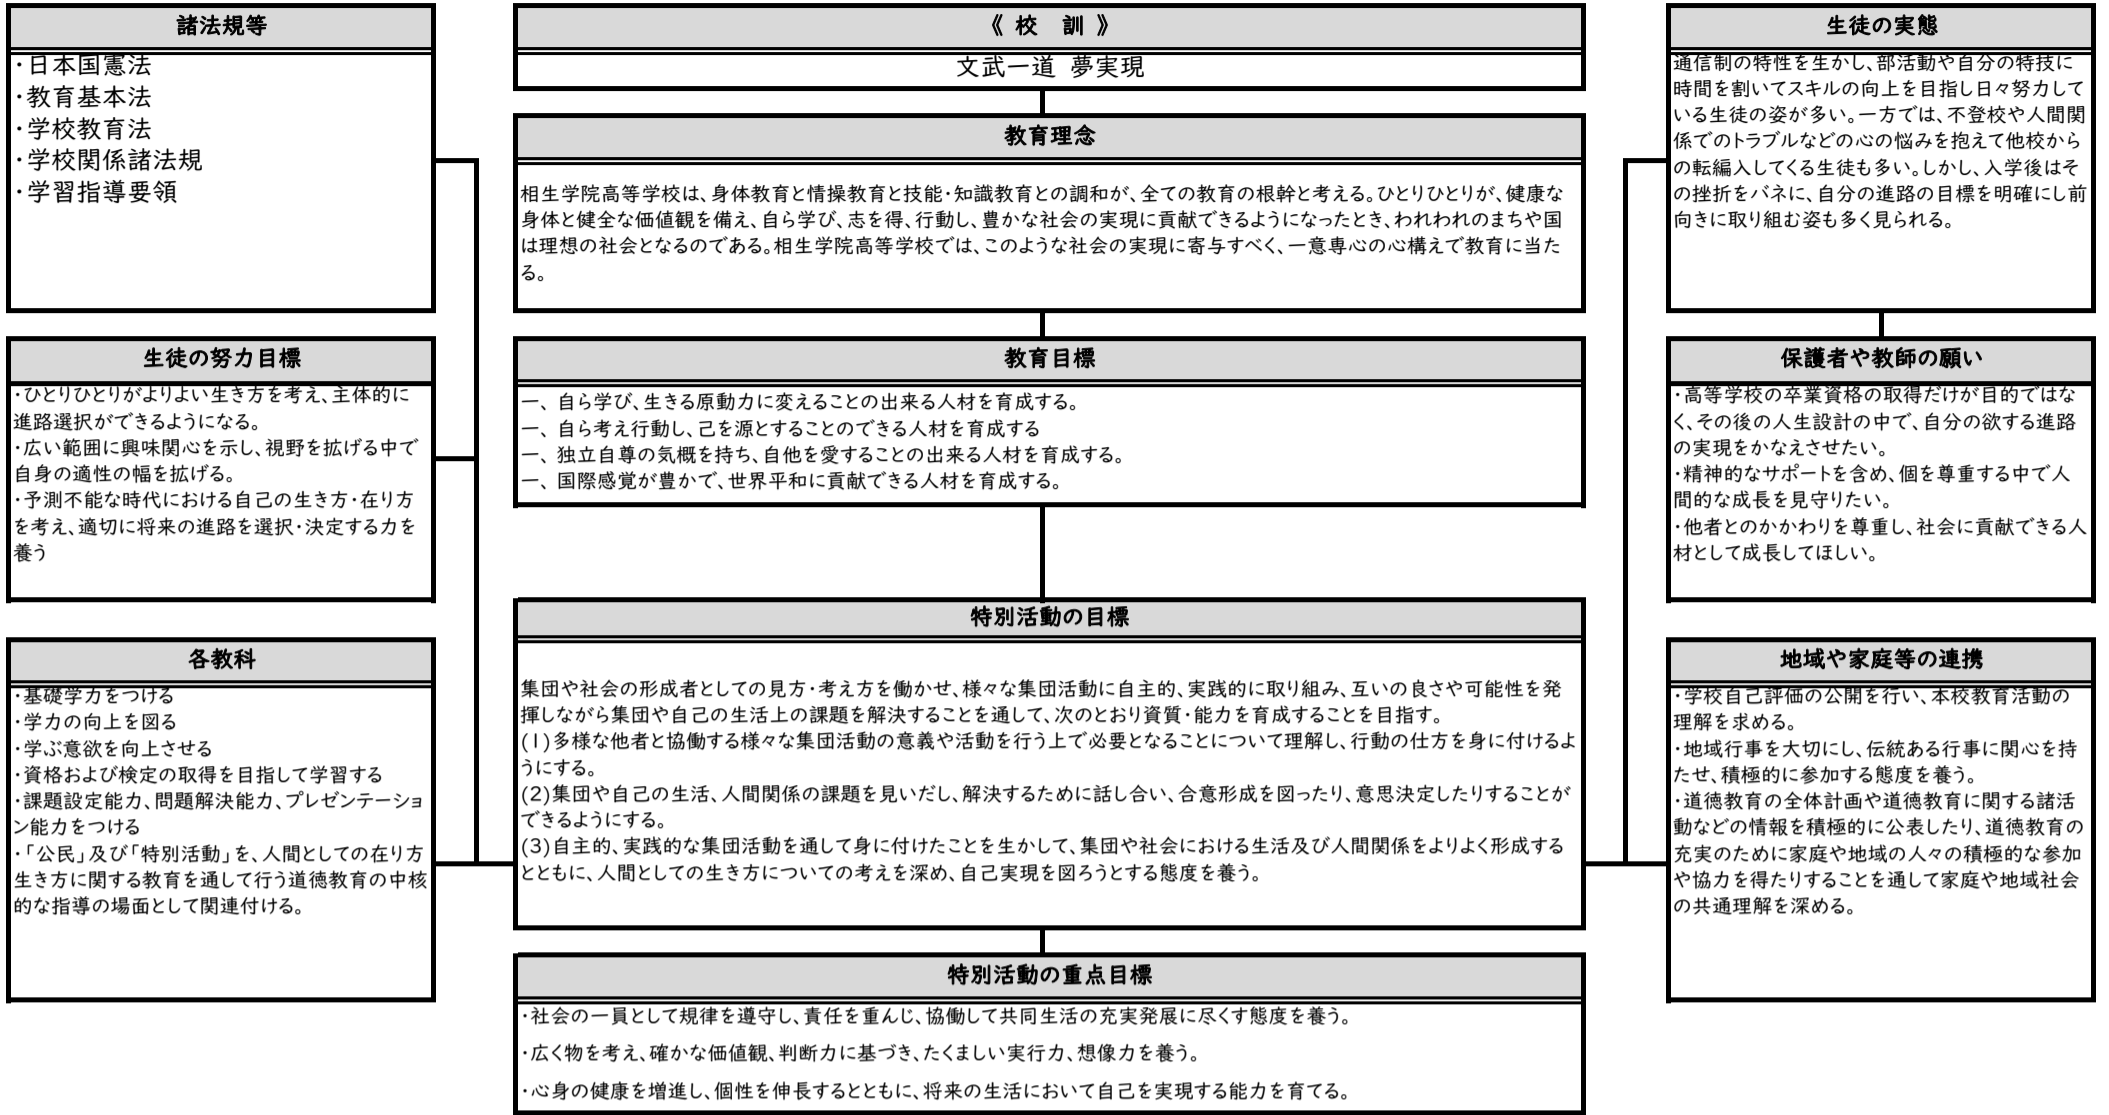 諸法規等
・日本国憲法
・教育基本法
・学校教育法
・学校関係諸法規
・学習指導要領
生徒の努力目標
・ひとりひとりがよりよい生き方を考え、主体的に
進路選択ができるようになる。
・広い範囲に興味関心を示し、視野を拡げる中で
自身の適性の幅を拡げる。
・予測不能な時代における自己の生き方・在り方
を考え、適切に将来の進路を選択・決定する力を
養う
各教科
・基礎学力をつける
・学力の向上を図る
・学ぶ意欲を向上させる
・資格および検定の取得を目指して学習する
・課題設定能力、問題解決能力、プレゼンテーショ
ン能力をつける
・「公民」及び「特別活動」を、人間としての在り方
生き方に関する教育を通して行う道徳教育の中核
的な指導の場面として関連付ける。
《 校　訓 》
文武一道 夢実現
教育理念
相生学院高等学校は、身体教育と情操教育と技能・知識教育との調和が、全ての教育の根幹と考える。ひとりひとりが、健康な
身体と健全な価値観を備え、自ら学び、志を得、行動し、豊かな社会の実現に貢献できるようになったとき、われわれのまちや国
は理想の社会となるのである。相生学院高等学校では、このような社会の実現に寄与すべく、一意専心の心構えで教育に当た
る。
教育目標
一、 自ら学び、生きる原動力に変えることの出来る人材を育成する。
一、 自ら考え行動し、己を源とすることのできる人材を育成する
一、 独立自尊の気概を持ち、自他を愛することの出来る人材を育成する。
一、 国際感覚が豊かで、世界平和に貢献できる人材を育成する。
特別活動の目標
集団や社会の形成者としての見方・考え方を働かせ、様々な集団活動に自主的、実践的に取り組み、互いの良さや可能性を発
揮しながら集団や自己の生活上の課題を解決することを通して、次のとおり資質・能力を育成することを目指す。
(1)多様な他者と協働する様々な集団活動の意義や活動を行う上で必要となることについて理解し、行動の仕方を身に付けるよ
うにする。
(2)集団や自己の生活、人間関係の課題を見いだし、解決するために話し合い、合意形成を図ったり、意思決定したりすることが
できるようにする。
(3)自主的、実践的な集団活動を通して身に付けたことを生かして、集団や社会における生活及び人間関係をよりよく形成する
とともに、人間としての生き方についての考えを深め、自己実現を図ろうとする態度を養う。
特別活動の重点目標
・社会の一員として規律を遵守し、責任を重んじ、協働して共同生活の充実発展に尽くす態度を養う。
・広く物を考え、確かな価値観、判断力に基づき、たくましい実行力、想像力を養う。
・心身の健康を増進し、個性を伸長するとともに、将来の生活において自己を実現する能力を育てる。
生徒の実態
通信制の特性を生かし、部活動や自分の特技に
時間を割いてスキルの向上を目指し日々努力して
いる生徒の姿が多い。一方では、不登校や人間関
係でのトラブルなどの心の悩みを抱えて他校から
の転編入してくる生徒も多い。しかし、入学後はそ
の挫折をバネに、自分の進路の目標を明確にし前
向きに取り組む姿も多く見られる。
保護者や教師の願い
・高等学校の卒業資格の取得だけが目的ではな
く、その後の人生設計の中で、自分の欲する進路
の実現をかなえさせたい。
・精神的なサポートを含め、個を尊重する中で人
間的な成長を見守りたい。
・他者とのかかわりを尊重し、社会に貢献できる人
材として成長してほしい。
地域や家庭等の連携
・学校自己評価の公開を行い、本校教育活動の
理解を求める。
・地域行事を大切にし、伝統ある行事に関心を持
たせ、積極的に参加する態度を養う。
・道徳教育の全体計画や道徳教育に関する諸活
動などの情報を積極的に公表したり、道徳教育の
充実のために家庭や地域の人々の積極的な参加
や協力を得たりすることを通して家庭や地域社会
の共通理解を深める。